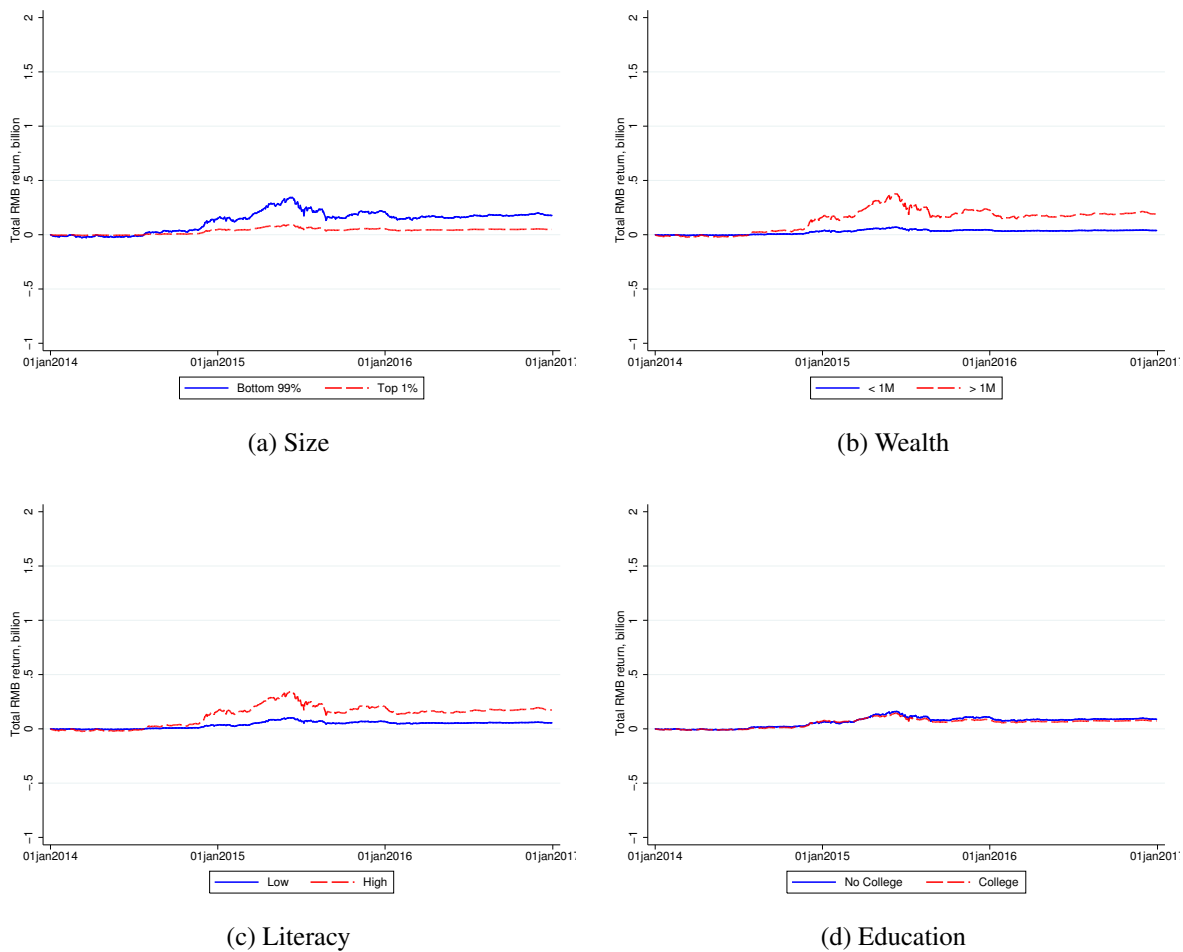 Total RMB return, billion
2
1.5
1
.5
0
−.5
−1
01jan2014 01jan2015 01jan2016 01jan2017
Bottom 99% Top 1%
(a) Size
Total RMB return, billion
2
1.5
1
.5
0
−.5
−1
01jan2014 01jan2015 01jan2016 01jan2017
< 1M > 1M
(b) Wealth
Total RMB return, billion
2
1.5
1
.5
0
−.5
−1
01jan2014 01jan2015 01jan2016 01jan2017
Low High
(c) Literacy
Total RMB return, billion
2
1.5
1
.5
0
−.5
−1
01jan2014 01jan2015 01jan2016 01jan2017
No College College
(d) Education